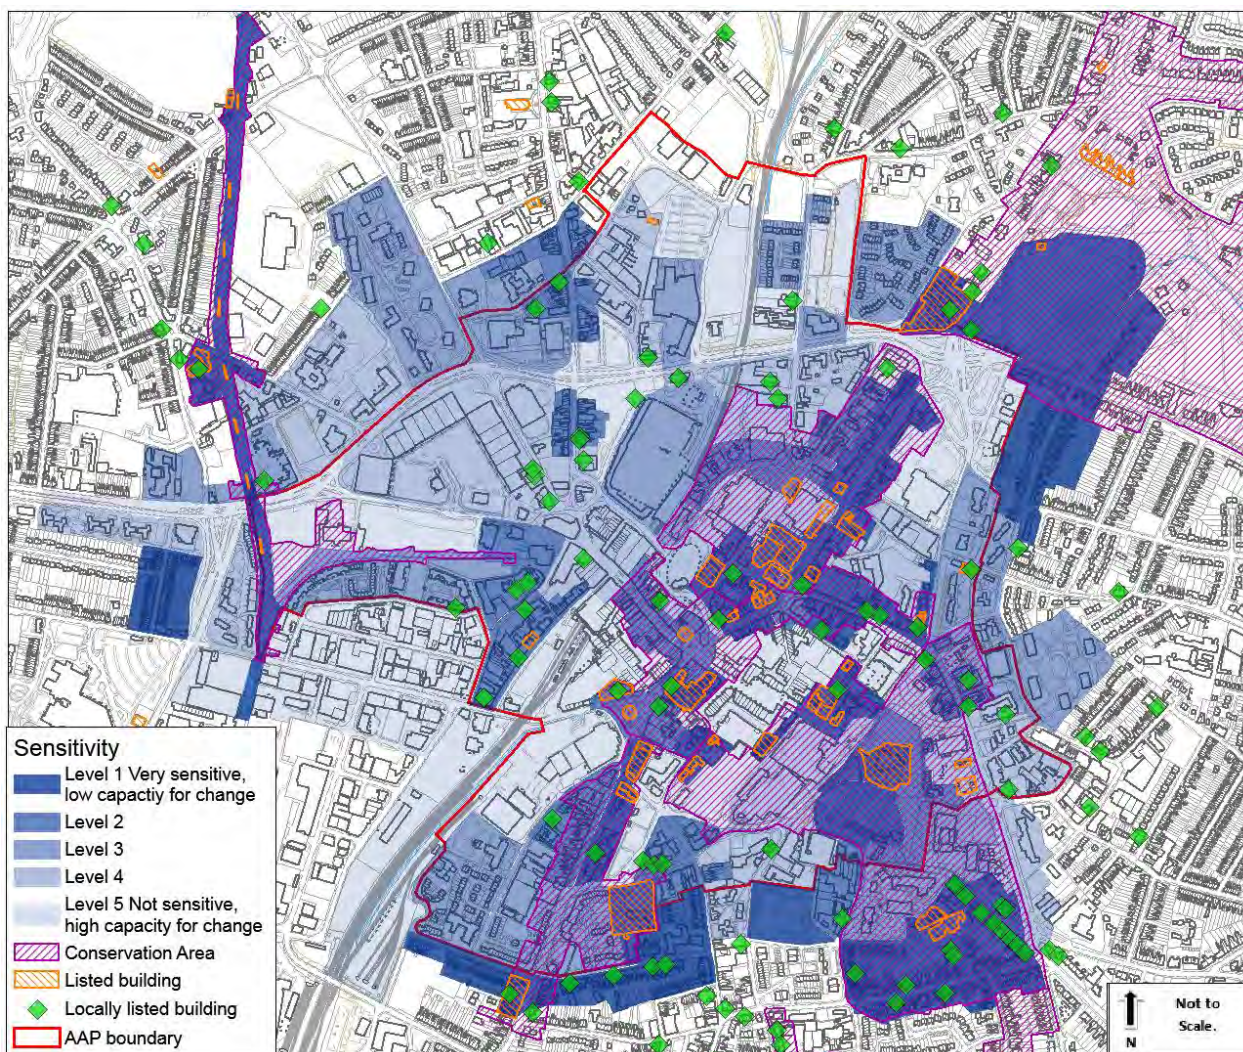 Sensitivity
Level 1 Very sensitive,
low capactiy for change
Level 2
Level 3
Level 4
Level 5 Not sensitive,
high capacity for change
Conservation Area
Listed building
Locally listed building
AAP boundary
Not to
Scale.
N